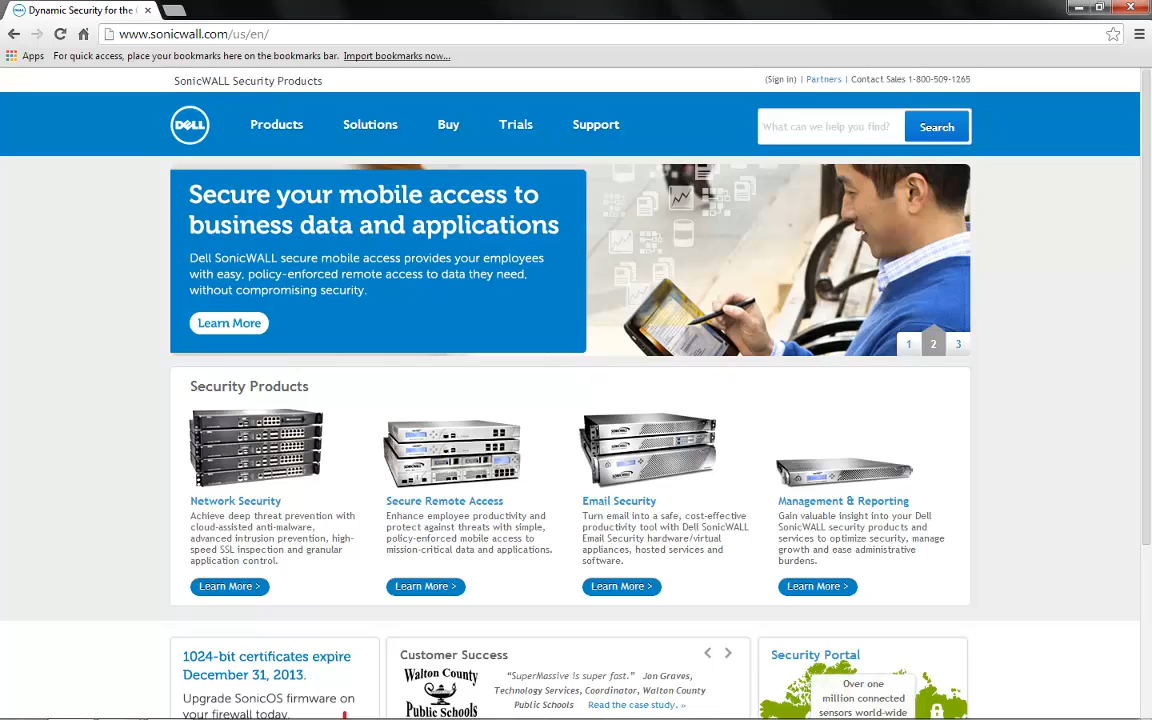 Dynamic Security for the
www.sonicwall.com/us/en/
Apps For quick access, place your bookmarks here on the bookmarks bar. Import bookmarks now...
SonicWALL Security Products
(Sign in) | Partners | Contact Sales 1-800-509-1265
DELL
Products Solutions Buy Trials Support
What can we help you find? Search
Secure your mobile access to
business data and applications
Dell SonicWALL secure mobile access provides your employees
with easy, policy-enforced remote access to data they need,
without compromising security.
Learn More
1 2 3
Security Products
Network Security
Achieve deep threat prevention with
cloud-assisted anti-malware,
advanced intrusion prevention, high-
speed SSL inspection and granular
application control.
Learn More >
Secure Remote Access
Enhance employee productivity and
protect against threats with simple,
policy-enforced mobile access to
mission-critical data and applications.
Learn More >
Email Security
Turn email into a safe, cost-effective
productivity tool with Dell SonicWALL
Email Security hardware/virtual
appliances, hosted services and
software.
Learn More >
Management & Reporting
Gain valuable insight into your Dell
SonicWALL security products and
services to optimize security, manage
growth and ease administrative
burdens.
Learn More >
1024-bit certificates expire
December 31, 2013.
Upgrade SonicOS firmware on
your firewall today.
Customer Success
Walton County
Public Schools
"SuperMassive is super fast." Jon Graves,
Technology Services, Coordinator, Walton County
Public Schools Read the case study. »
Security Portal
Over one
million connected
sensors world-wide